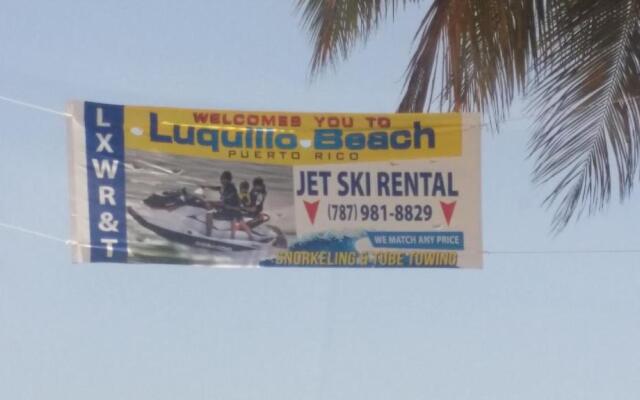 LXWR&T
WELCOMES YOU TO
Luquillo Beach
PUERTO RICO
JET SKI RENTAL
(787) 981-8829
WE MATCH ANY PRICE
SNORKELING & TUBE TOWING